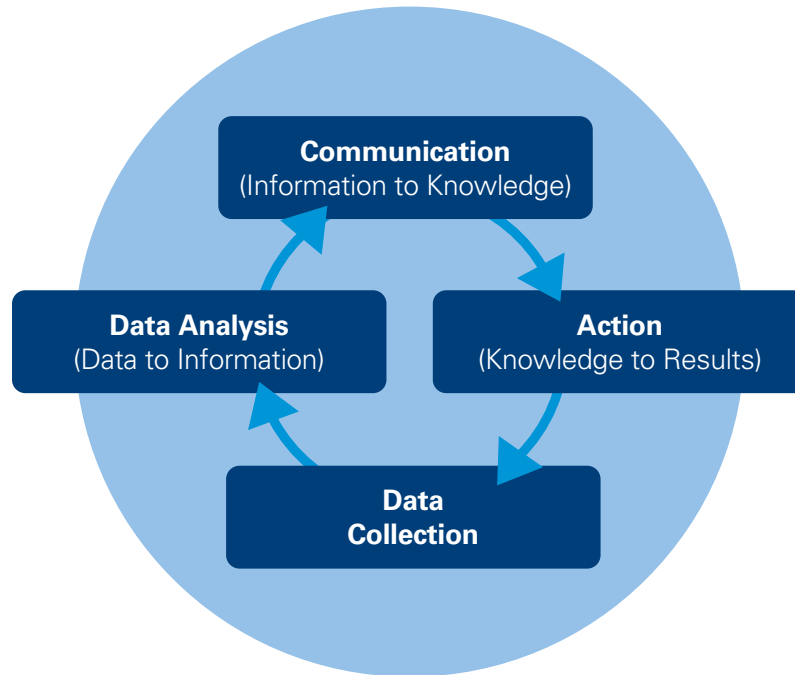 Communication
(Information to Knowledge)
Data Analysis
(Data to Information)
Action
(Knowledge to Results)
Data
Collection